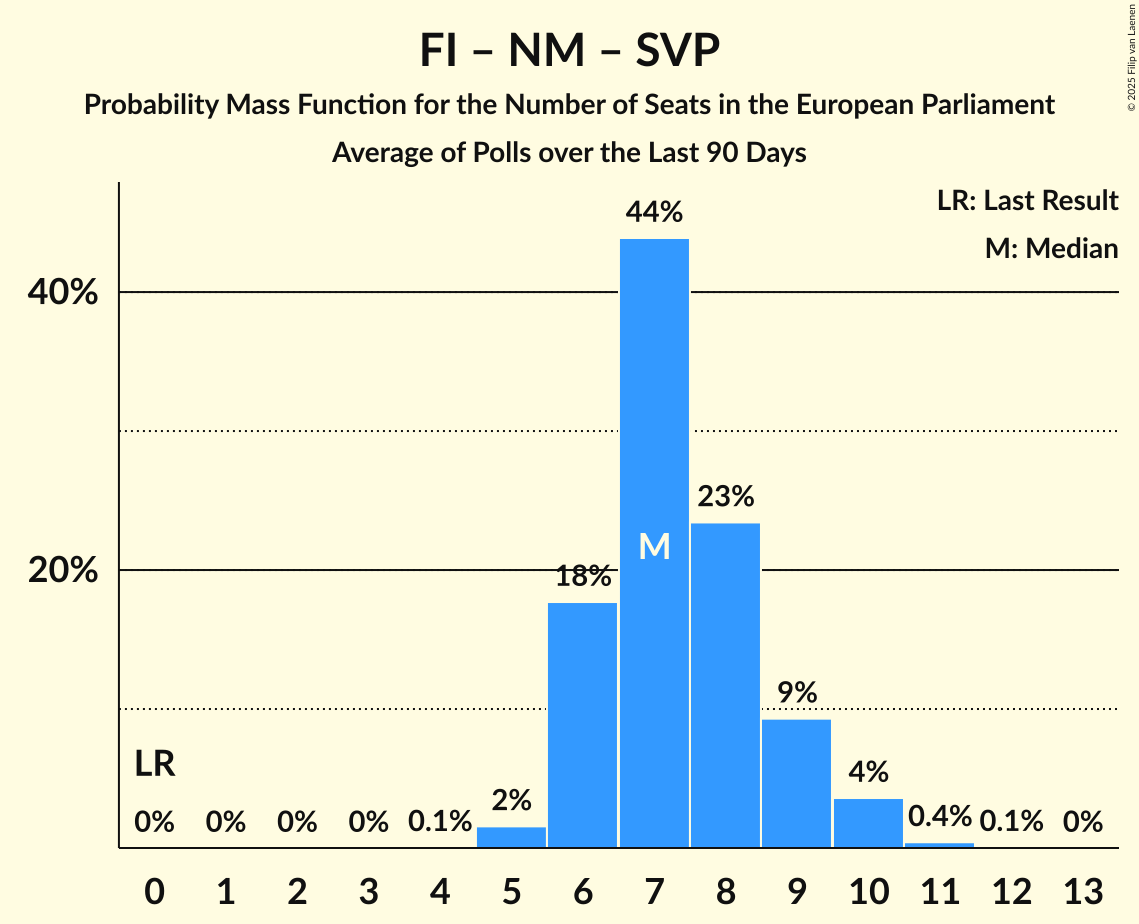 FI – NM – SVP
Probability Mass Function for the Number of Seats in the European Parliament
Average of Polls over the Last 90 Days
© 2025 Filip van Laenen
LR: Last Result
M: Median
40%
20%
44%
23%
18%
9%
4%
2%
0.4%
0.1%
0% 0% 0% 0% 0.1% 0%
LR
M
0 1 2 3 4 5 6 7 8 9 10 11 12 13